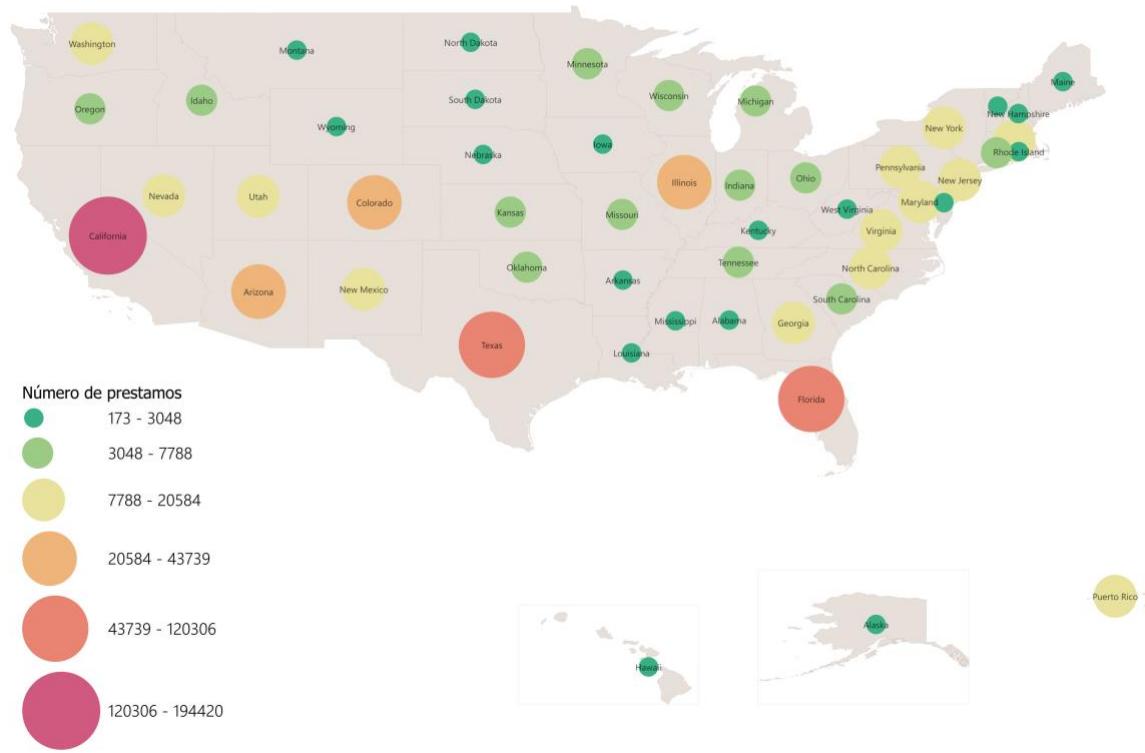 Washington
Montana
North Dakota
Minnesota
Maine
Oregon
Idaho
South Dakota
Wisconsin
Michigan
New Hampshire
Wyoming
New York
Iowa
Nebraska
Rhode Island
Pennsylvania
Nevada
Utah
Colorado
Illinois
Indiana
Ohio
New Jersey
Maryland
Kansas
Missouri
West Virginia
California
Kentucky
Virginia
Oklahoma
Tennessee
North Carolina
Arizona
New Mexico
Arkansas
South Carolina
Mississippi
Alabama
Georgia
Texas
Louisiana
Florida
Número de prestamos
173 - 3048
3048 - 7788
7788 - 20584
20584 - 43739
43739 - 120306
120306 - 194420
Puerto Rico
Alaska
Hawaii